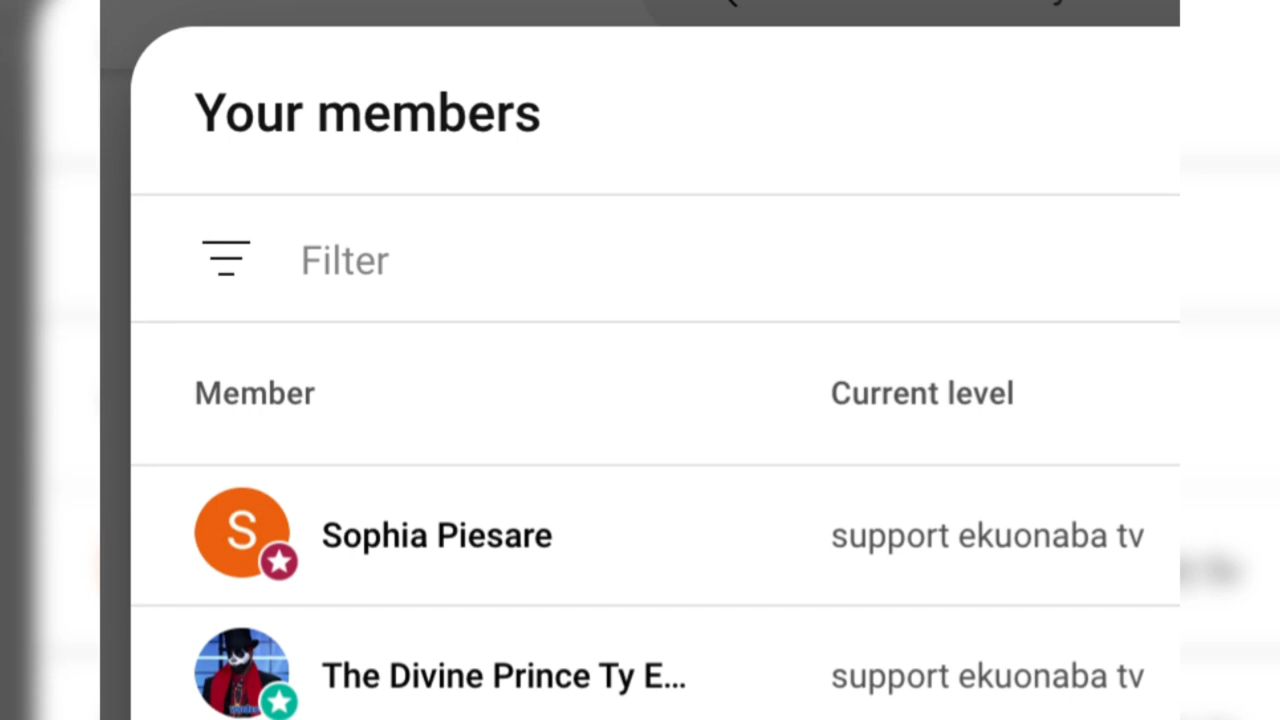 Your members
Filter
Member Current level
S Sophia Piesare support ekuonaba tv
The Divine Prince Ty E... support ekuonaba tv